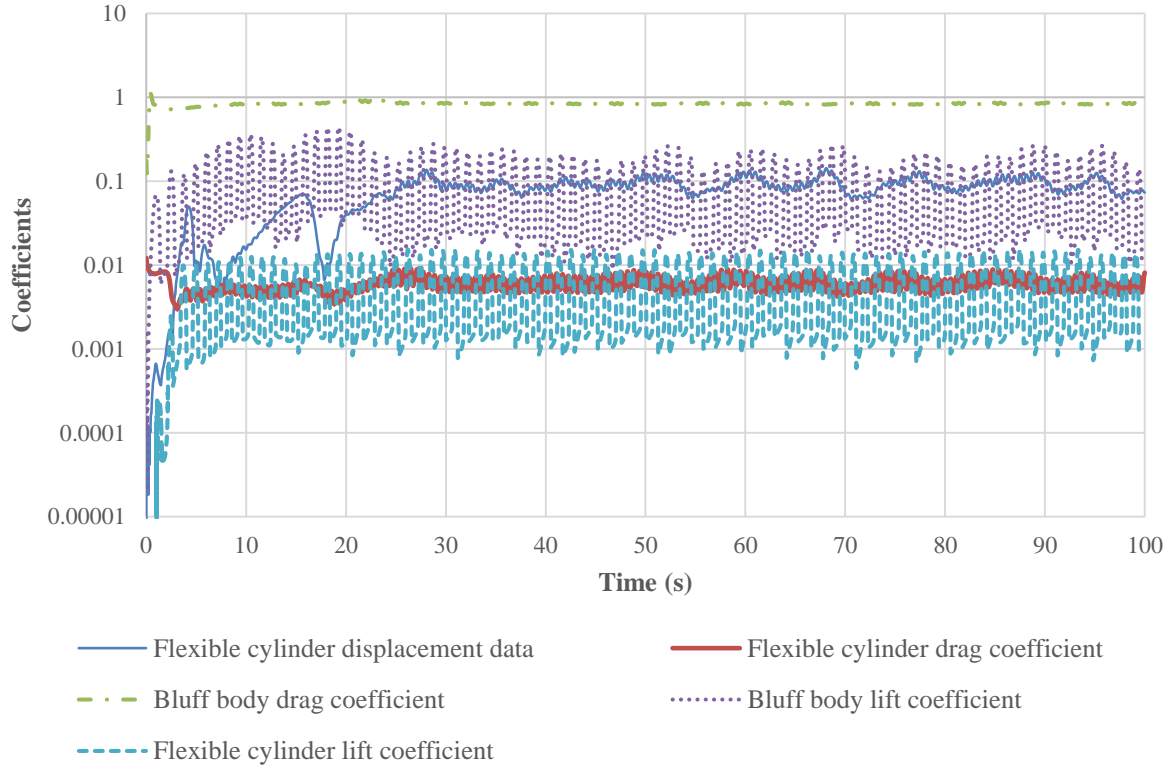 10
1
0.1
0.01
0.001
0.0001
0.00001
Coefficients
0 10 20 30 40 50 60 70 80 90 100
Time (s)
Flexible cylinder displacement data
Flexible cylinder drag coefficient
Bluff body drag coefficient
Bluff body lift coefficient
Flexible cylinder lift coefficient